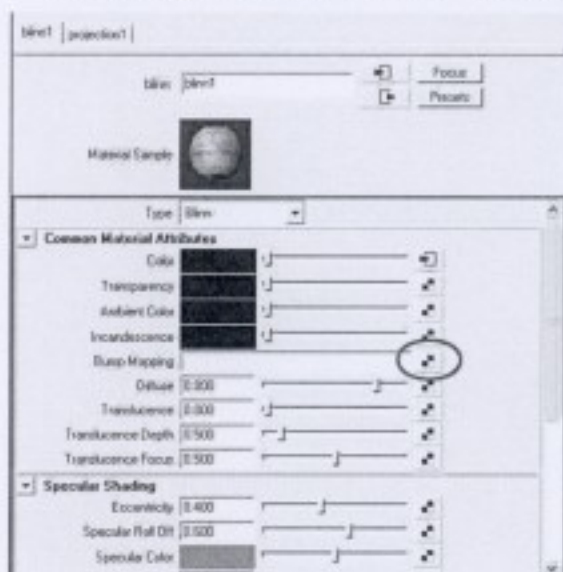 blinn1 projection1
blinn: blinn1 Focus
Presets
Material Sample
Type Blinn
Common Material Attributes
Color
Transparency
Ambient Color
Incandescence
Bump Mapping
Diffuse 0.800
Translucence 0.000
Translucence Depth 0.500
Translucence Focus 0.500
Specular Shading
Eccentricity 0.400
Specular Roll Off 0.600
Specular Color